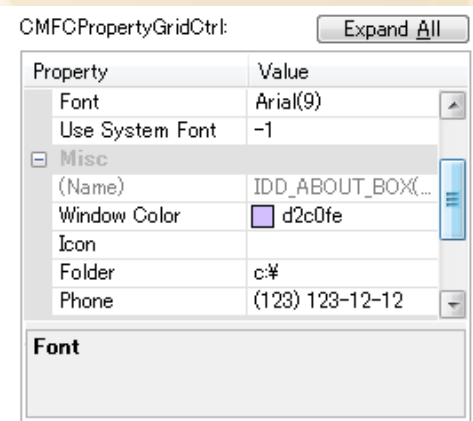 CMFCPropertyGridCtrl: Expand All
Property Value
Font Arial(9)
Use System Font -1
Misc
(Name) IDD_ABOUT_BOX(...
Window Color d2c0fe
Icon
Folder c:¥
Phone (123) 123-12-12
Font